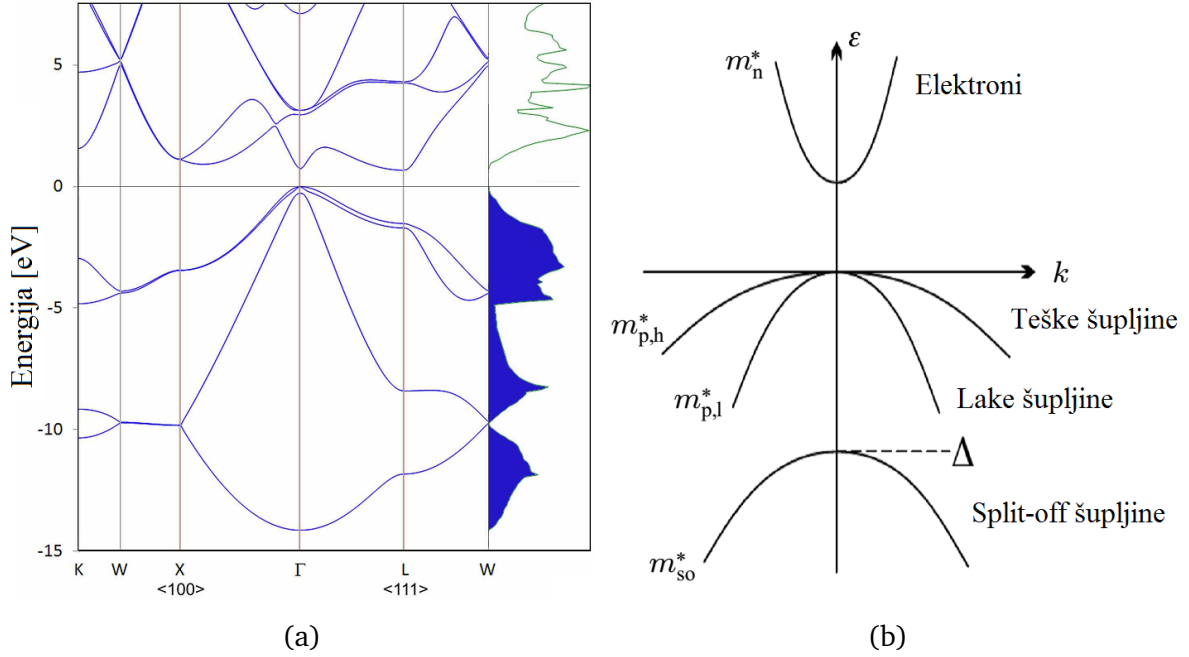 Energija [eV]
5
0
-5
-10
-15
K W X Γ L W
<100> <111>
(a)
ε
m*n
Elektroni
k
m*p,h
Teške šupljine
m*p,l
Lake šupljine
Δ
Split-off šupljine
m*so
(b)